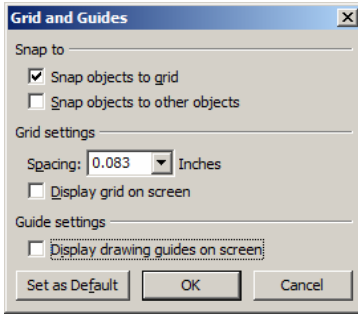 Grid and Guides
Snap to
Snap objects to grid
Snap objects to other objects
Grid settings
Spacing: 0.083 Inches
Display grid on screen
Guide settings
Display drawing guides on screen
Set as Default OK Cancel